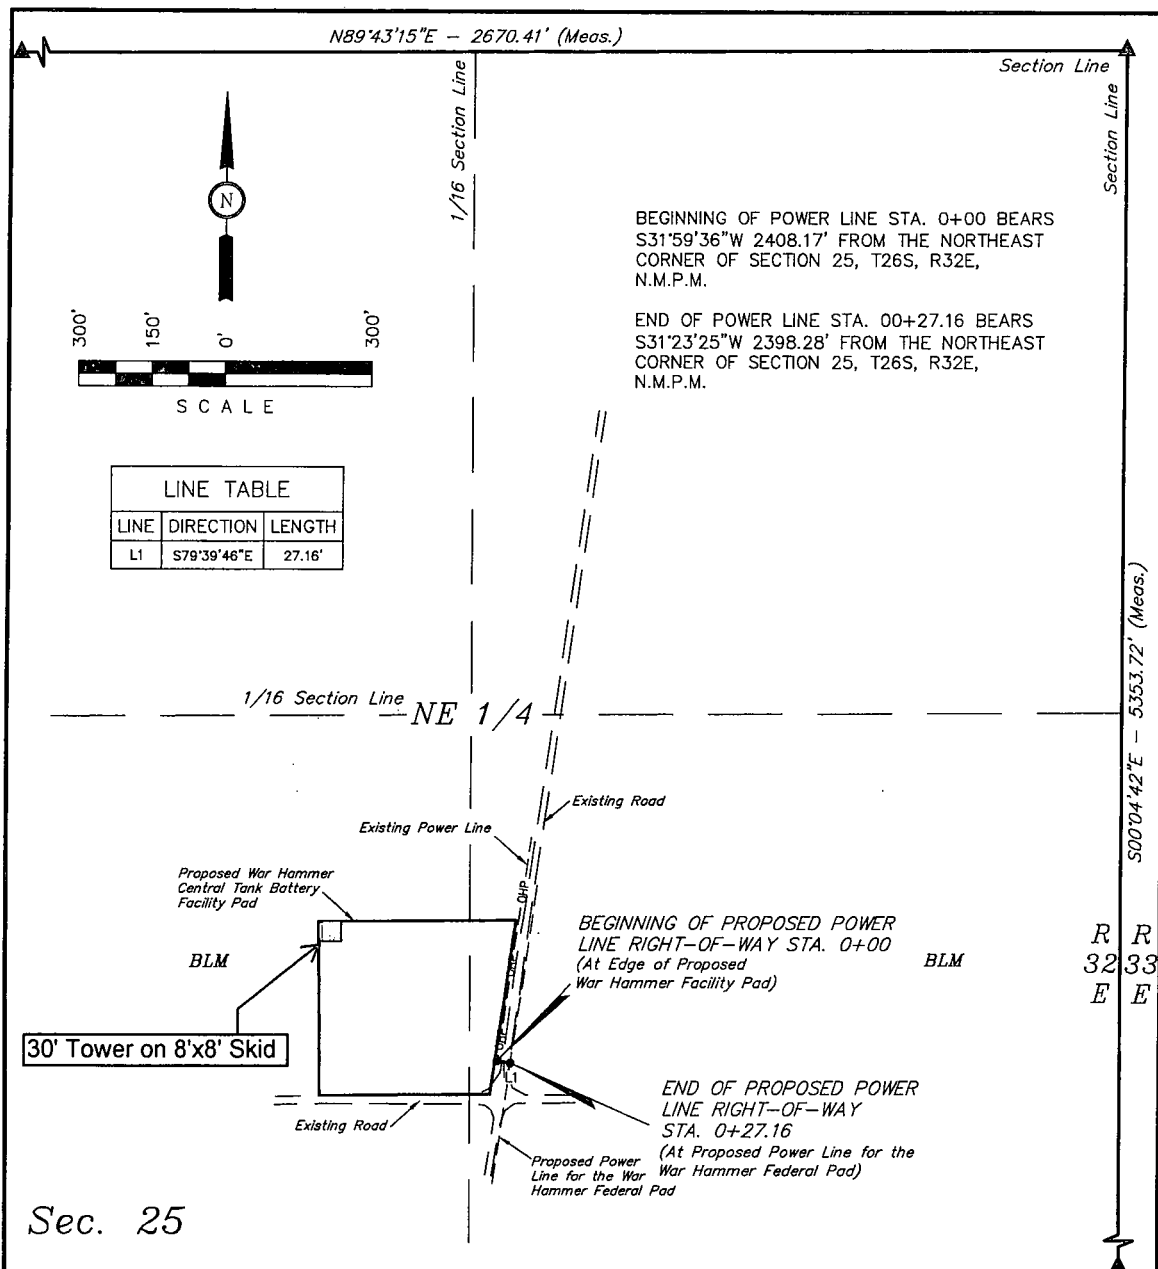 N89°43'15"E - 2670.41' (Meas.)
Section Line
Section Line
1/16 Section Line
N
BEGINNING OF POWER LINE STA. 0+00 BEARS
S31°59'36"W 2408.17' FROM THE NORTHEAST
CORNER OF SECTION 25, T26S, R32E,
N.M.P.M.
END OF POWER LINE STA. 00+27.16 BEARS
S31°23'25"W 2398.28' FROM THE NORTHEAST
CORNER OF SECTION 25, T26S, R32E,
N.M.P.M.
300' 150' 0' 300'
SCALE
LINE TABLE
LINE DIRECTION LENGTH
L1 S79°39'46"E 27.16'
S00°04'42"E - 5353.72' (Meas.)
1/16 Section Line
NE 1/4
Existing Road
Existing Power Line
Proposed War Hammer
Central Tank Battery
Facility Pad
OHP
OHP
OHP
BEGINNING OF PROPOSED POWER
LINE RIGHT-OF-WAY STA. 0+00
(At Edge of Proposed
War Hammer Facility Pad)
BLM
BLM
R R
32 33
E E
30' Tower on 8'x8' Skid
L1
END OF PROPOSED POWER
LINE RIGHT-OF-WAY
STA. 0+27.16
(At Proposed Power Line for the
War Hammer Federal Pad)
Existing Road
Proposed Power
Line for the War
Hammer Federal Pad
Sec. 25